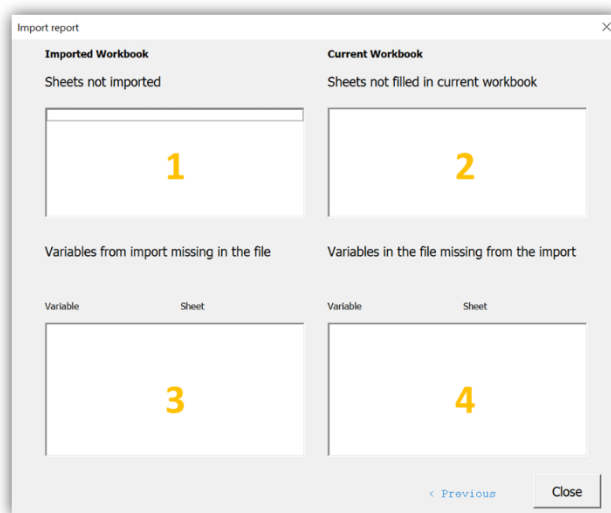 Import report
Imported Workbook
Current Workbook
Sheets not imported
Sheets not filled in current workbook
1
2
Variables from import missing in the file
Variables in the file missing from the import
Variable Sheet
Variable Sheet
3
4
< Previous
Close